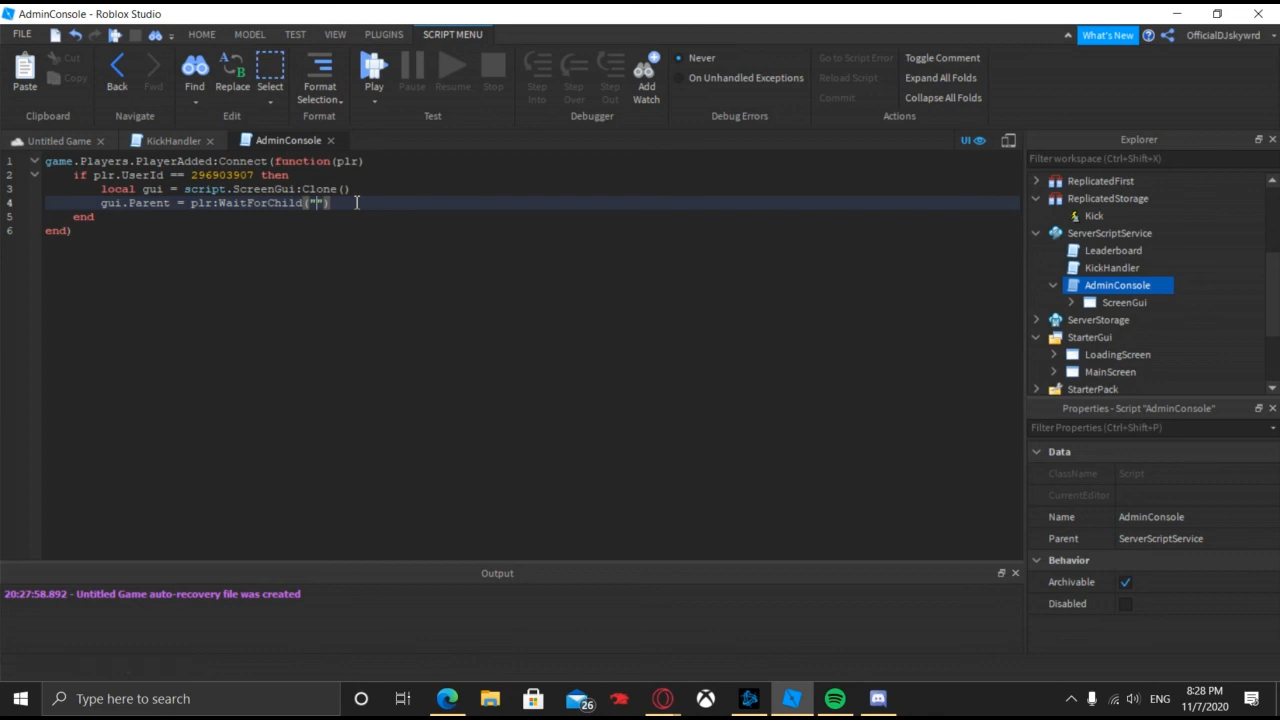 AdminConsole - Roblox Studio
FILE HOME MODEL TEST VIEW PLUGINS SCRIPT MENU What's New OfficialDJskywrd
Paste Cut Copy Back Fwd Find Replace Select Format Selection Play Pause Resume Stop Step Into Step Over Step Out Add Watch Never On Unhandled Exceptions Go to Script Error Reload Script Commit Toggle Comment Expand All Folds Collapse All Folds
Clipboard Navigate Edit Format Test Debugger Debug Errors Actions
Untitled Game KickHandler AdminConsole UI
1 game.Players.PlayerAdded:Connect(function(plr)
2 if plr.UserId == 296903907 then
3 local gui = script.ScreenGui:Clone()
4 gui.Parent = plr:WaitForChild("")
5 end
6 end)
Explorer
Filter workspace (Ctrl+Shift+X)
ReplicatedFirst
ReplicatedStorage
Kick
ServerScriptService
Leaderboard
KickHandler
AdminConsole
ScreenGui
ServerStorage
StarterGui
LoadingScreen
MainScreen
StarterPack
Properties - Script "AdminConsole"
Filter Properties (Ctrl+Shift+P)
Data
ClassName Script
CurrentEditor
Name AdminConsole
Parent ServerScriptService
Behavior
Archivable
Disabled
Output
20:27:58.892 - Untitled Game auto-recovery file was created
Type here to search
26
ENG
8:28 PM
11/7/2020